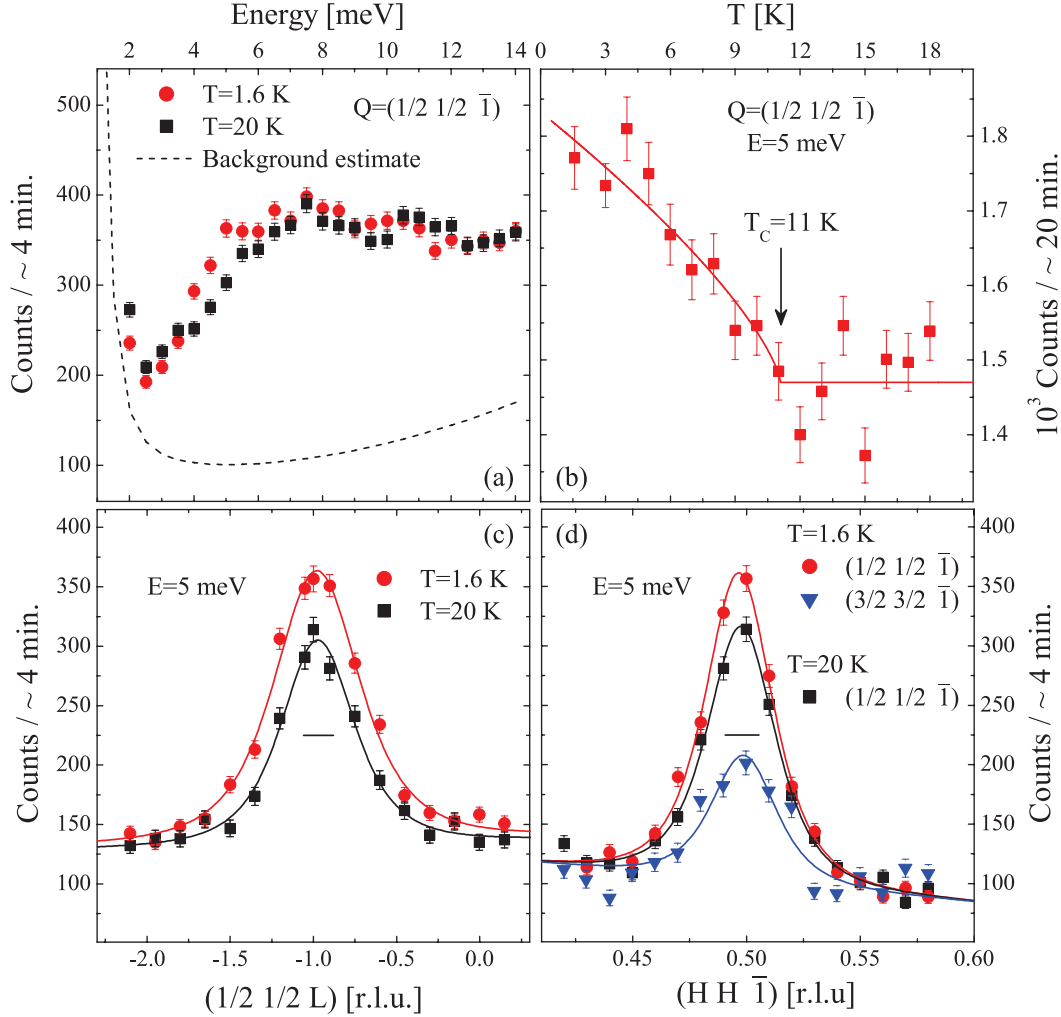 Energy [meV]
2 4 6 8 10 12 14
500
400
300
200
100
Counts / ~ 4 min.
T=1.6 K
T=20 K
Background estimate
Q=(1/2 1/2 1̅)
(a)
T [K]
0 3 6 9 12 15 18
Q=(1/2 1/2 1̅)
E=5 meV
T_C=11 K
1.8
1.7
1.6
1.5
1.4
10³ Counts / ~ 20 min.
(b)
(c)
400
350
300
250
200
150
100
Counts / ~ 4 min.
E=5 meV
T=1.6 K
T=20 K
-2.0 -1.5 -1.0 -0.5 0.0
(1/2 1/2 L) [r.l.u.]
(d)
T=1.6 K
(1/2 1/2 1̅)
(3/2 3/2 1̅)
T=20 K
(1/2 1/2 1̅)
E=5 meV
400
350
300
250
200
150
100
Counts / ~ 4 min.
0.45 0.50 0.55 0.60
(H H 1̅) [r.l.u]